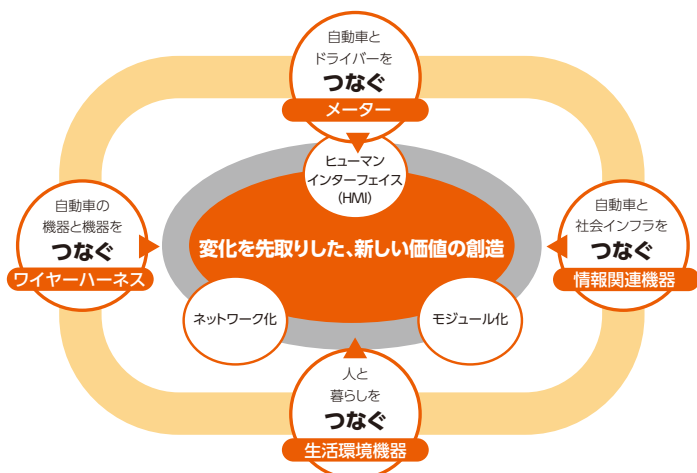 自動車と
ドライバーを
つなぐ
メーター
ヒューマン
インターフェイス
(HMI)
自動車の
機器と機器を
つなぐ
ワイヤーハーネス
変化を先取りした、新しい価値の創造
自動車と
社会インフラを
つなぐ
情報関連機器
ネットワーク化
モジュール化
人と
暮らしを
つなぐ
生活環境機器